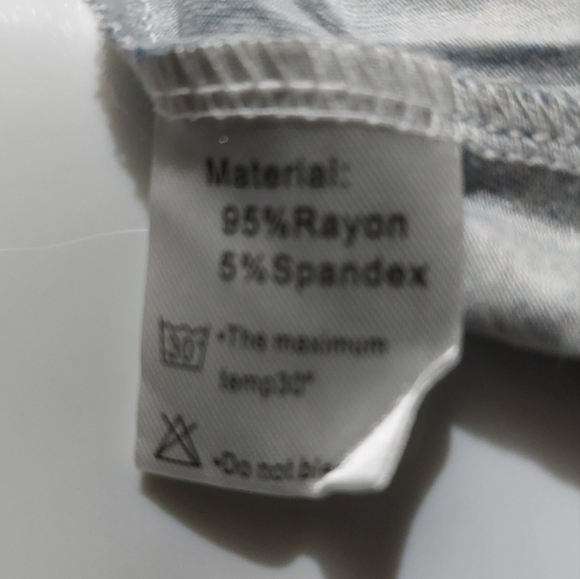 Material:
95%Rayon
5%Spandex
30° •The maximum
temp30°
•Do not